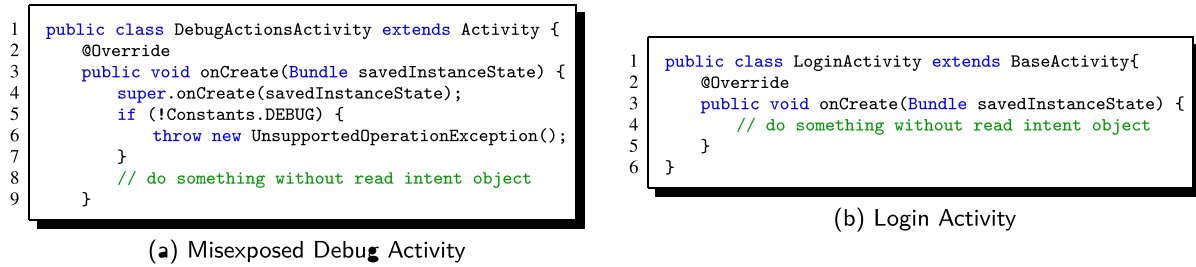 1 public class DebugActionsActivity extends Activity {
2 @Override
3 public void onCreate(Bundle savedInstanceState) {
4 super.onCreate(savedInstanceState);
5 if (!Constants.DEBUG) {
6 throw new UnsupportedOperationException();
7 }
8 // do something without read intent object
9 }
(a) Misexposed Debug Activity
1 public class LoginActivity extends BaseActivity{
2 @Override
3 public void onCreate(Bundle savedInstanceState) {
4 // do something without read intent object
5 }
6 }
(b) Login Activity